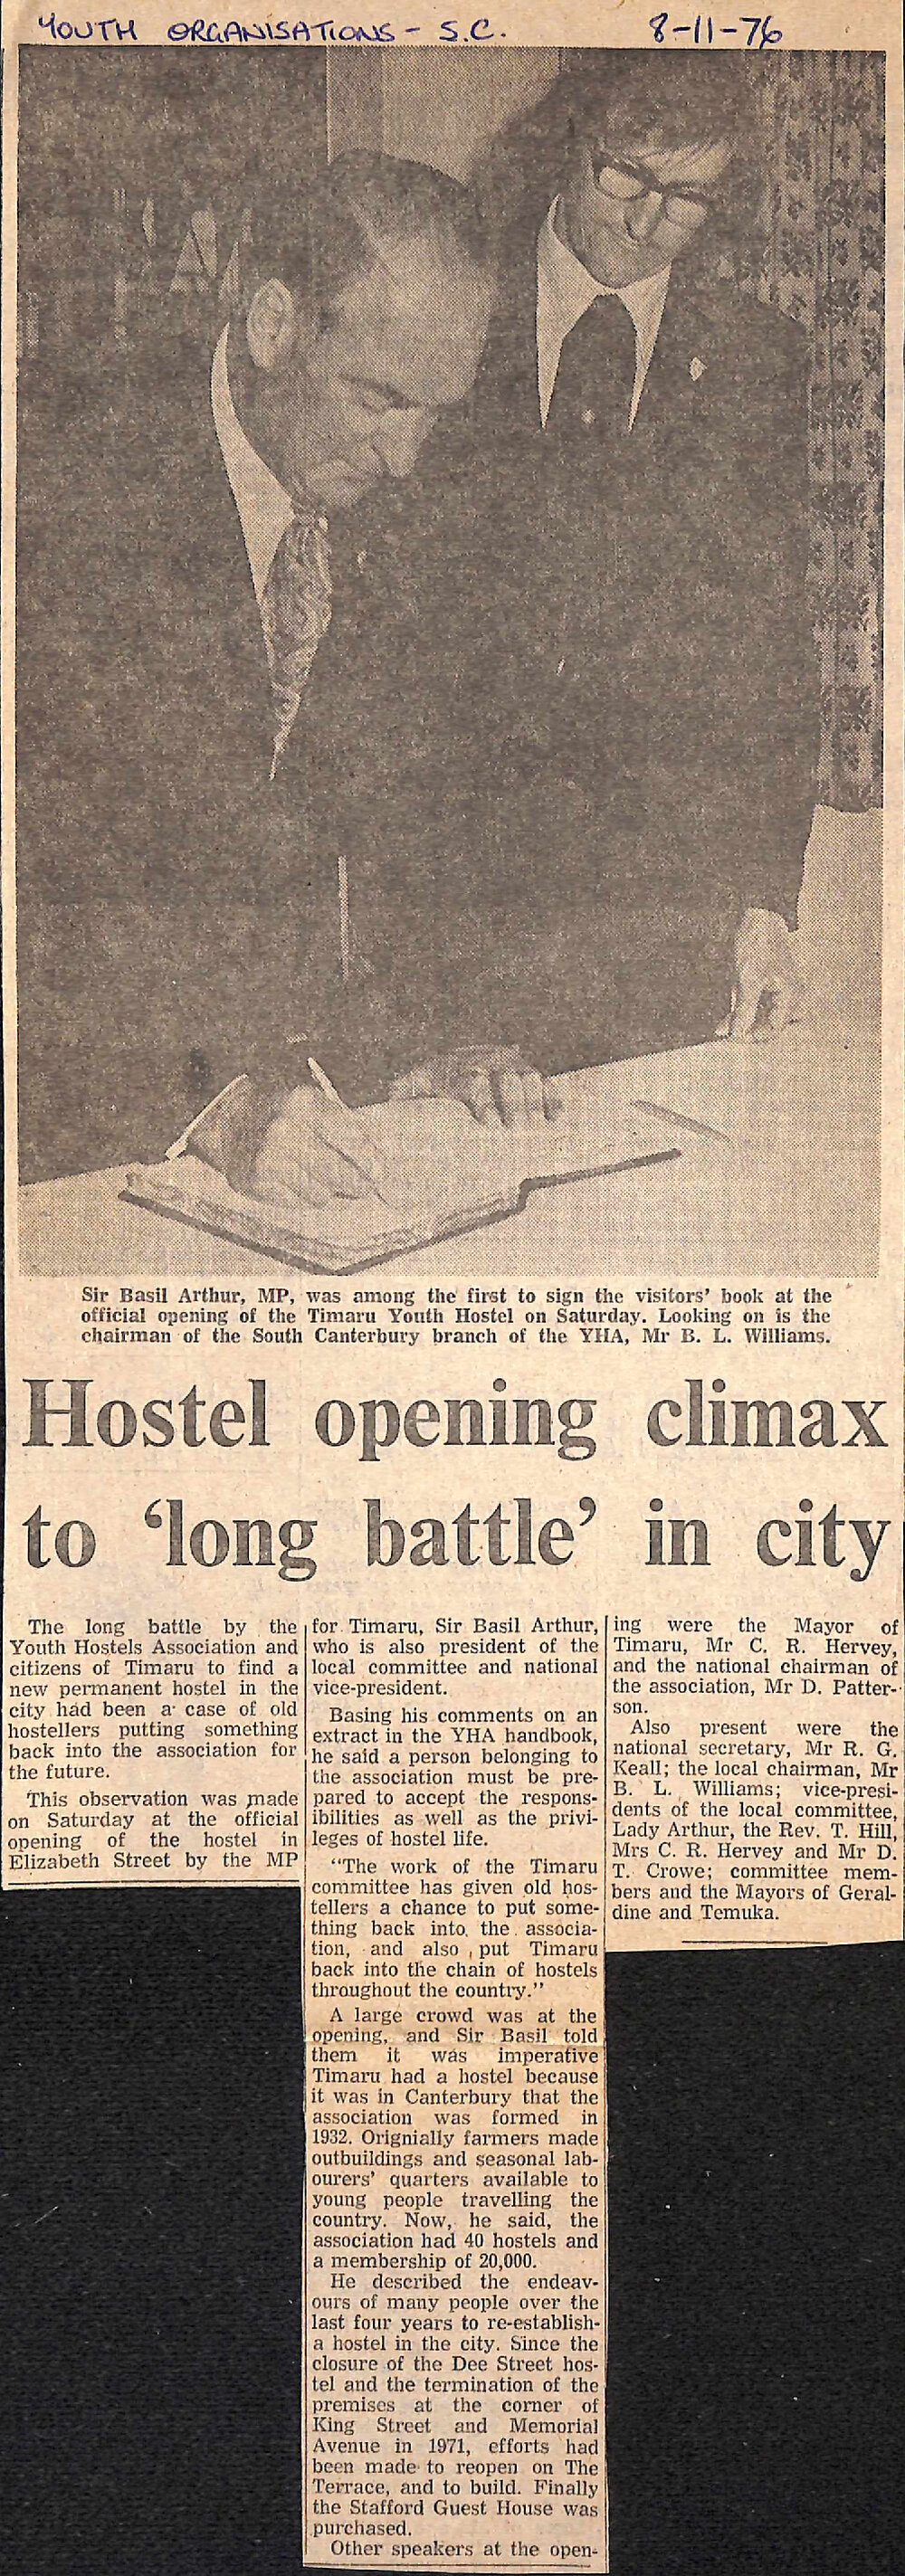 YOUTH ORGANISATIONS - S.C. 8-11-76
Sir Basil Arthur, MP, was among the first to sign the visitors' book at the
official opening of the Timaru Youth Hostel on Saturday. Looking on is the
chairman of the South Canterbury branch of the YHA, Mr B. L. Williams.
Hostel opening climax
to 'long battle' in city
The long battle by the
Youth Hostels Association and
citizens of Timaru to find a
new permanent hostel in the
city had been a case of old
hostellers putting something
back into the association for
the future.
This observation was made
on Saturday at the official
opening of the hostel in
Elizabeth Street by the MP
for Timaru, Sir Basil Arthur,
who is also president of the
local committee and national
vice-president.
Basing his comments on an
extract in the YHA handbook,
he said a person belonging to
the association must be pre-
pared to accept the respons-
ibilities as well as the privi-
leges of hostel life.
"The work of the Timaru
committee has given old hos-
tellers a chance to put some-
thing back into the associa-
tion, and also put Timaru
back into the chain of hostels
throughout the country."
A large crowd was at the
opening, and Sir Basil told
them it was imperative
Timaru had a hostel because
it was in Canterbury that the
association was formed in
1932. Orignially farmers made
outbuildings and seasonal lab-
ourers' quarters available to
young people travelling the
country. Now, he said, the
association had 40 hostels and
a membership of 20,000.
He described the endeav-
ours of many people over the
last four years to re-establish
a hostel in the city. Since the
closure of the Dee Street hos-
tel and the termination of the
premises at the corner of
King Street and Memorial
Avenue in 1971, efforts had
been made to reopen on The
Terrace, and to build. Finally
the Stafford Guest House was
purchased.
Other speakers at the open-
ing were the Mayor of
Timaru, Mr C. R. Hervey,
and the national chairman of
the association, Mr D. Patter-
son.
Also present were the
national secretary, Mr R. G.
Keall; the local chairman, Mr
B. L. Williams; vice-presi-
dents of the local committee,
Lady Arthur, the Rev. T. Hill,
Mrs C. R. Hervey and Mr D.
T. Crowe; committee mem-
bers and the Mayors of Geral-
dine and Temuka.